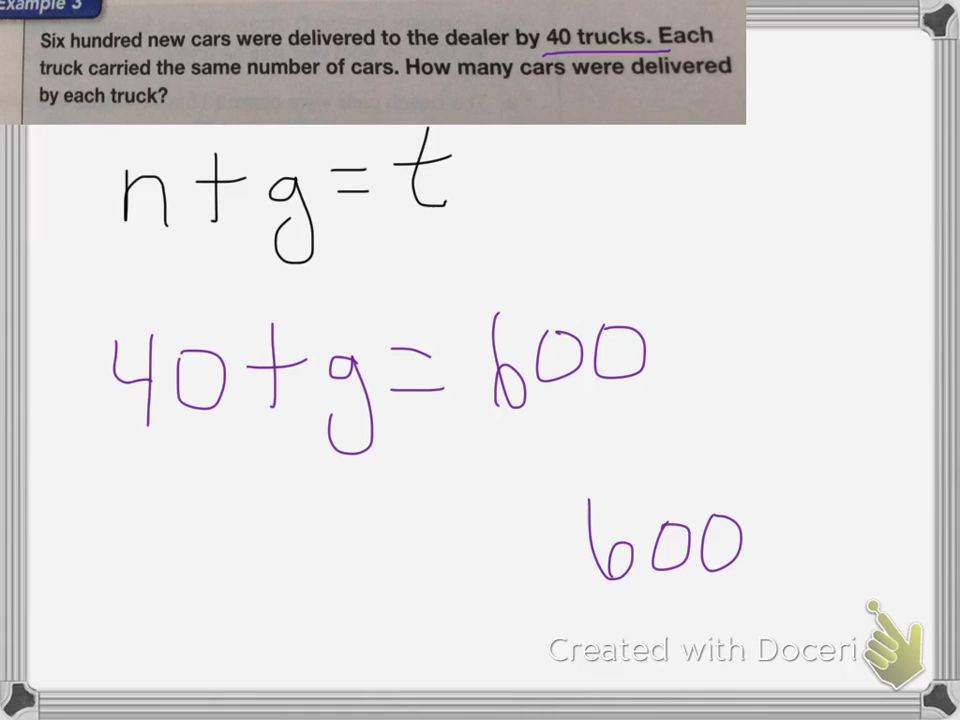 Example 3
Six hundred new cars were delivered to the dealer by 40 trucks. Each
truck carried the same number of cars. How many cars were delivered
by each truck?
n+g=t
40+g=600
600
Created with Doceri